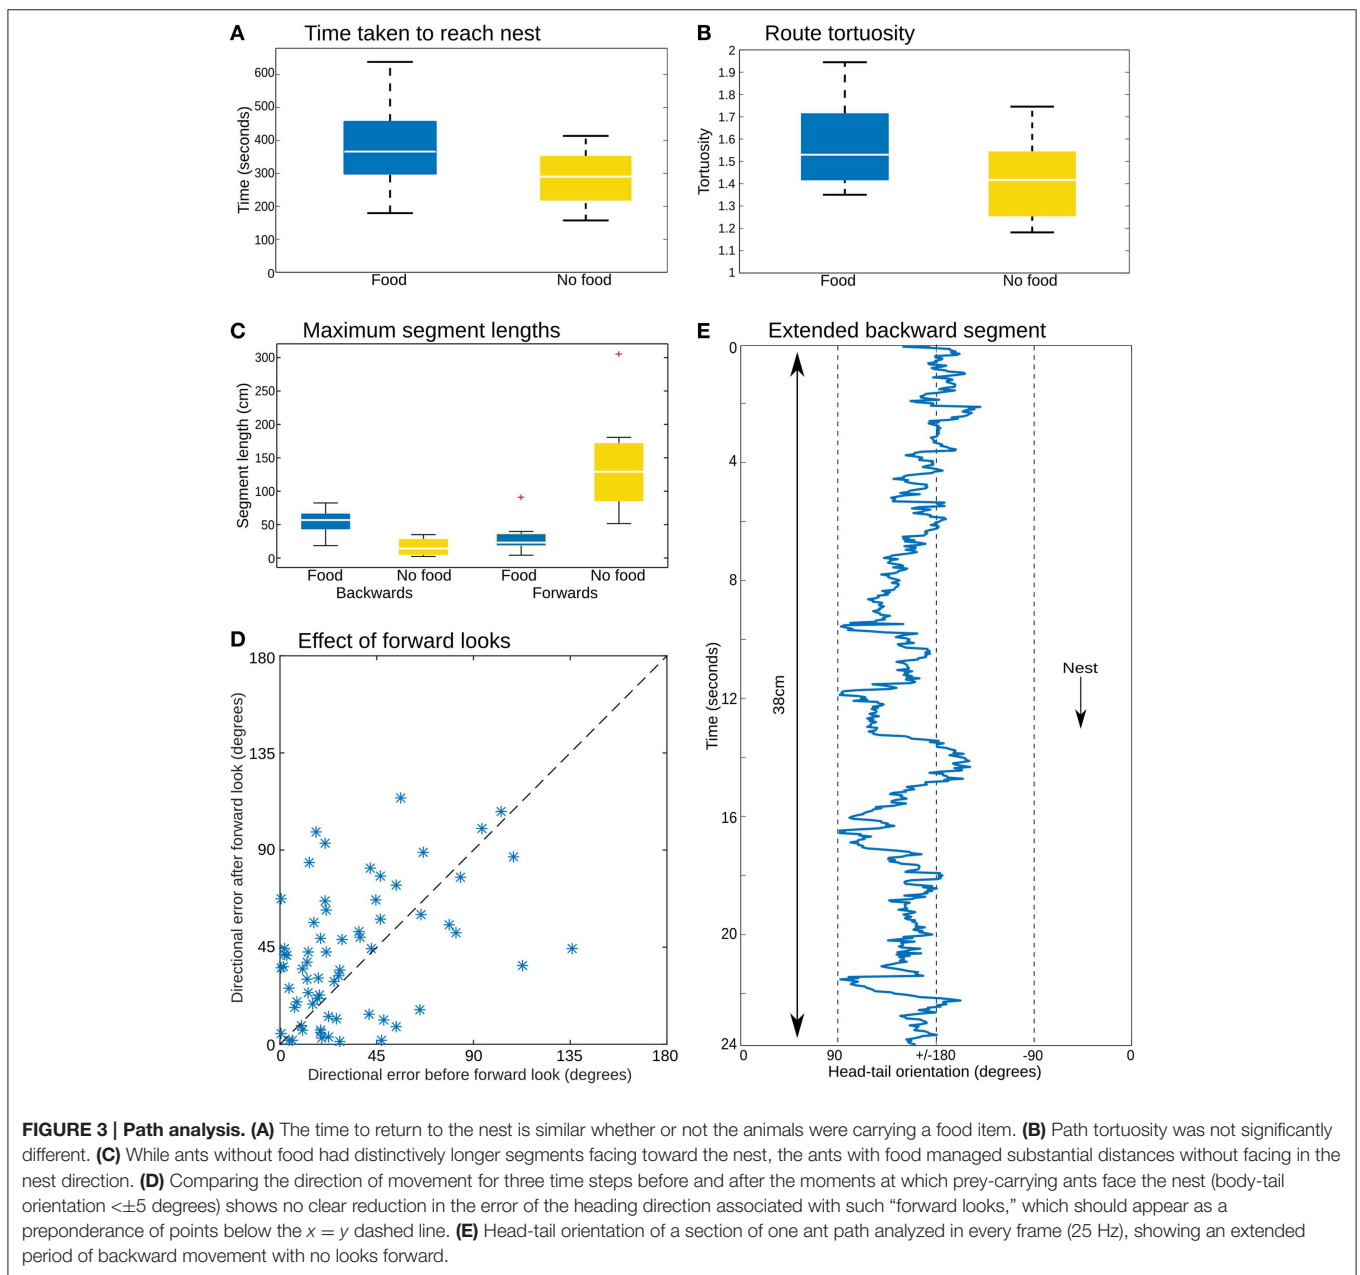 A Time taken to reach nest
Time (seconds)
600
500
400
300
200
100
0
Food No food
B Route tortuosity
Tortuosity
2
1.9
1.8
1.7
1.6
1.5
1.4
1.3
1.2
1.1
1
Food No food
C Maximum segment lengths
Segment length (cm)
300
250
200
150
100
50
0
Food No food Food No food
Backwards Forwards
D Effect of forward looks
Directional error after forward look (degrees)
180
135
90
45
0
0 45 90 135 180
Directional error before forward look (degrees)
E Extended backward segment
Time (seconds)
0
4
8
12
16
20
24
38cm
Nest
0 90 +/-180 -90 0
Head-tail orientation (degrees)
FIGURE 3 | Path analysis. (A) The time to return to the nest is similar whether or not the animals were carrying a food item. (B) Path tortuosity was not significantly
different. (C) While ants without food had distinctively longer segments facing toward the nest, the ants with food managed substantial distances without facing in the
nest direction. (D) Comparing the direction of movement for three time steps before and after the moments at which prey-carrying ants face the nest (body-tail
orientation <±5 degrees) shows no clear reduction in the error of the heading direction associated with such “forward looks,” which should appear as a
preponderance of points below the x = y dashed line. (E) Head-tail orientation of a section of one ant path analyzed in every frame (25 Hz), showing an extended
period of backward movement with no looks forward.